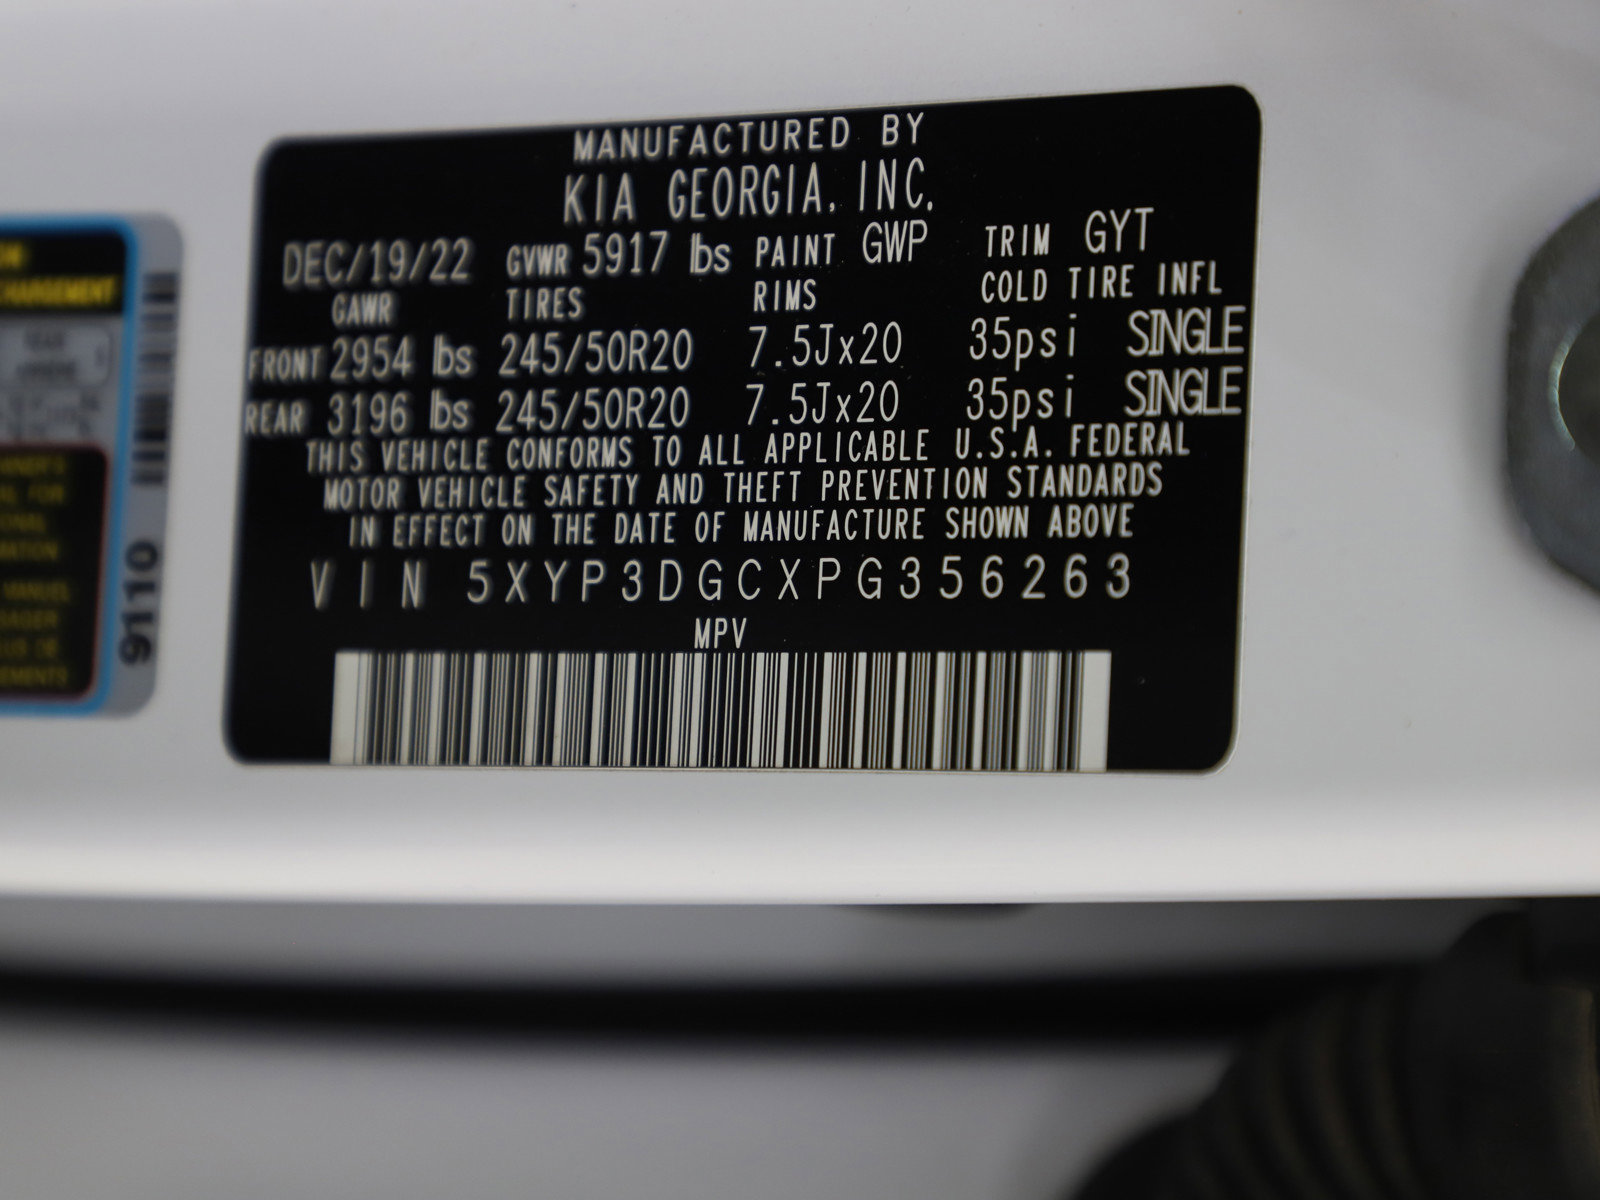 MANUFACTURED BY
KIA GEORGIA, INC.
DEC/19/22 GVWR 5917 lbs PAINT GWP TRIM GYT
GAWR TIRES RIMS COLD TIRE INFL
FRONT 2954 lbs 245/50R20 7.5Jx20 35psi SINGLE
REAR 3196 lbs 245/50R20 7.5Jx20 35psi SINGLE
THIS VEHICLE CONFORMS TO ALL APPLICABLE U.S.A. FEDERAL
MOTOR VEHICLE SAFETY AND THEFT PREVENTION STANDARDS
IN EFFECT ON THE DATE OF MANUFACTURE SHOWN ABOVE
VIN 5XYP3DGCXPG356263
MPV
9110